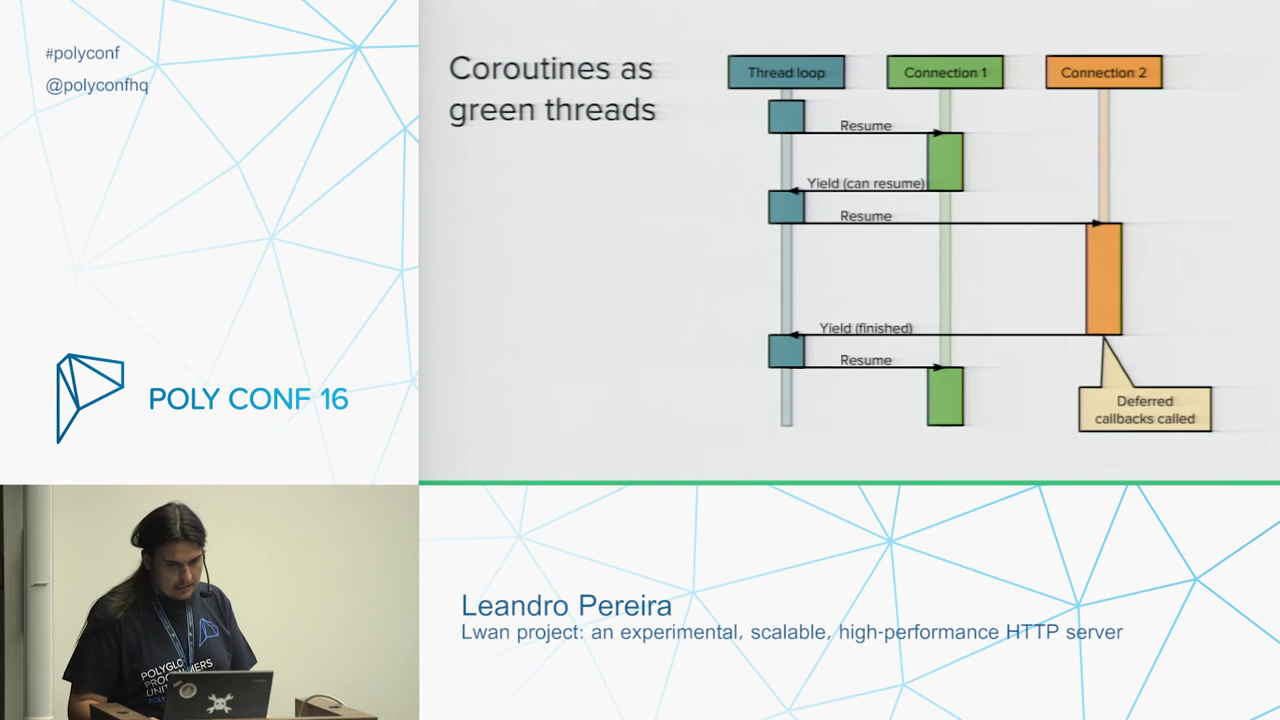 #polyconf
@polyconfhq
POLY CONF 16
Coroutines as
green threads
Thread loop
Connection 1
Connection 2
Resume
Yield (can resume)
Resume
Yield (finished)
Resume
Deferred
callbacks called
Leandro Pereira
Lwan project: an experimental, scalable, high-performance HTTP server